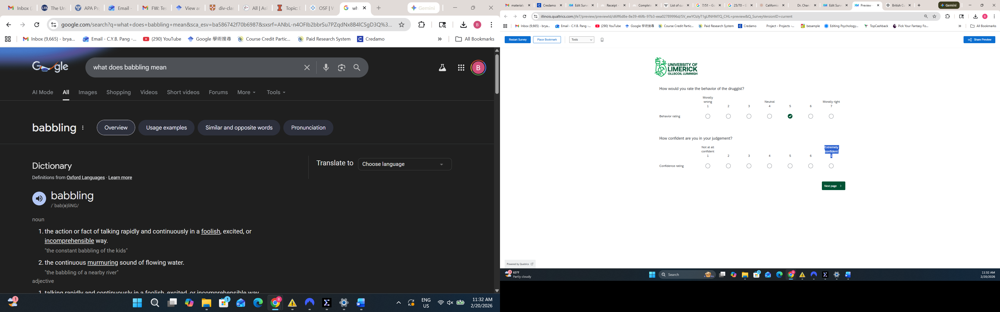 Inbox (
The Un
APA Ps
Email -
FW: Tes
View ar
div-clas
All | Asl
Topic: D
OSF | W
wh
Gemini
google.com/search?q=what+does+babbling+mean&sca_esv=ba586742f70b6987&sxsrf=ANbL-n4OFIb2bbrSu7PZqdNx8B4lCSgD3Q%3...
B
Inbox (9,665) - brya...
Email - C.Y.B. Pang -...
(290) YouTube
Google 學術搜尋
Course Credit Partic...
Paid Research System
Credamo
All Bookmarks
Google
what does babbling mean
B
AI Mode
All
Images
Shopping
Videos
Short videos
Forums
More
Tools
babbling
Overview
Usage examples
Similar and opposite words
Pronunciation
Dictionary
Definitions from Oxford Languages · Learn more
Translate to
Choose language
babbling
/ˈbab(ə)liNG/
noun
1. the action or fact of talking rapidly and continuously in a foolish, excited, or
incomprehensible way.
"the constant babbling of the kids"
2. the continuous murmuring sound of flowing water.
"the babbling of a nearby river"
adjective
1. talking rapidly and continuously in a foolish, excited, or incomprehensible way
1
1
B
ENG
US
11:32 AM
2/20/2026
materials
Credamo
Edit Surve
Receipt -
Complete
List of cu
7/51 - Go
25/70 - G
California
Dr. Chan
Edit Surve
Preview -
British Cu
Gemini
illinois.qualtrics.com/jfe7/preview/previewId/d6ff6d8e-8e39-46fb-97b3-eea02789996d/SV_ewYOzlyT1gLfNHM?Q_CHL=preview&Q_SurveyVersionID=current
Inbox (9,665) - brya...
Email - C.Y.B. Pang -...
(290) YouTube
Google 學術搜尋
Course Credit Partic...
Paid Research System
Credamo
Project - Projects -...
besample
Editing Psychology...
TopCashback
Pick Your Fantasy Fo...
All Bookmarks
Restart Survey
Place Bookmark
Tools
Share Preview
UNIVERSITY OF
LIMERICK
OLLSCOIL LUIMNIGH
How would you rate the behavior of the druggist?
Morally
wrong
Neutral
Morally right
1 2 3 4 5 6 7
Behavior rating
How confident are you in your judgement?
Not at all
confident
Extremely
confident
1 2 3 4 5 6
Confidence rating
Next page
Powered by Qualtrics
65°F
Partly cloudy
Search
11:32 AM
2/20/2026